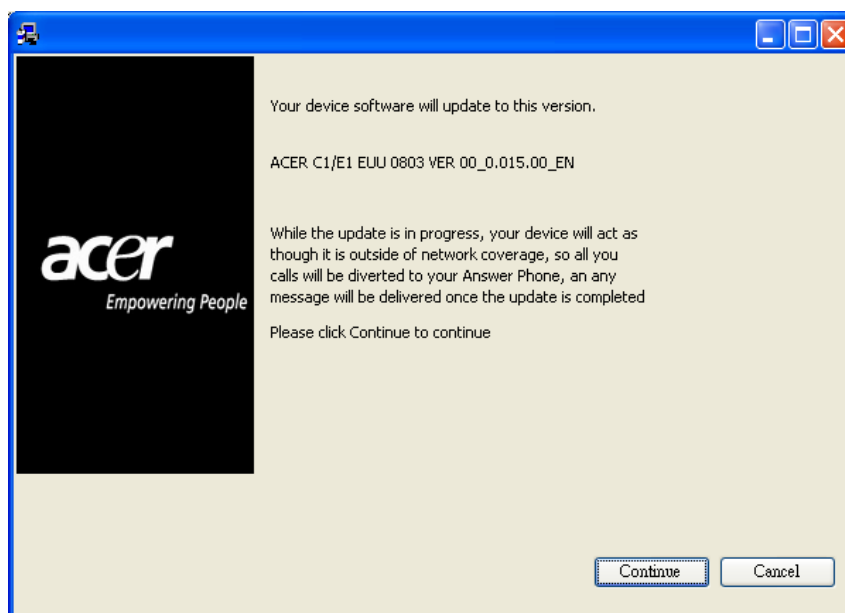 Your device software will update to this version.
ACER C1/E1 EUU 0803 VER 00_0.015.00_EN
acer
Empowering People
While the update is in progress, your device will act as
though it is outside of network coverage, so all you
calls will be diverted to your Answer Phone, an any
message will be delivered once the update is completed
Please click Continue to continue
Continue
Cancel